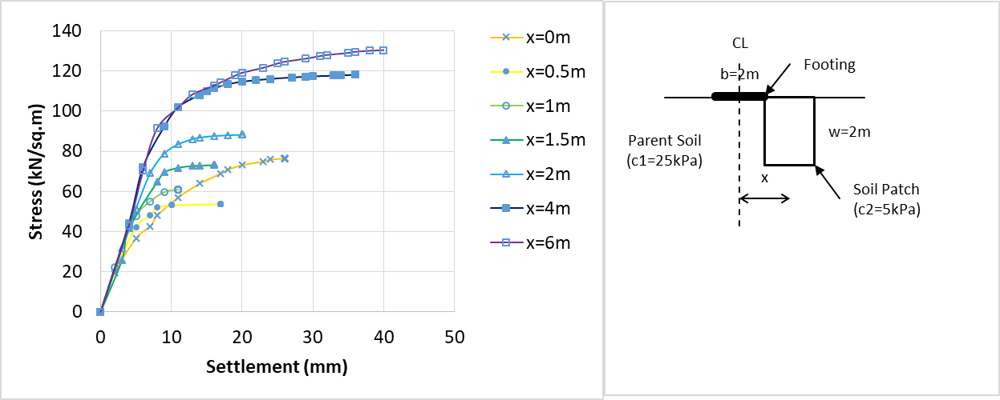 140
120
100
80
60
40
20
0
0 10 20 30 40 50
Stress (kN/sq.m)
Settlement (mm)
x=0m
x=0.5m
x=1m
x=1.5m
x=2m
x=4m
x=6m
CL
b=2m
Footing
Parent Soil
(c1=25kPa)
w=2m
x
Soil Patch
(c2=5kPa)